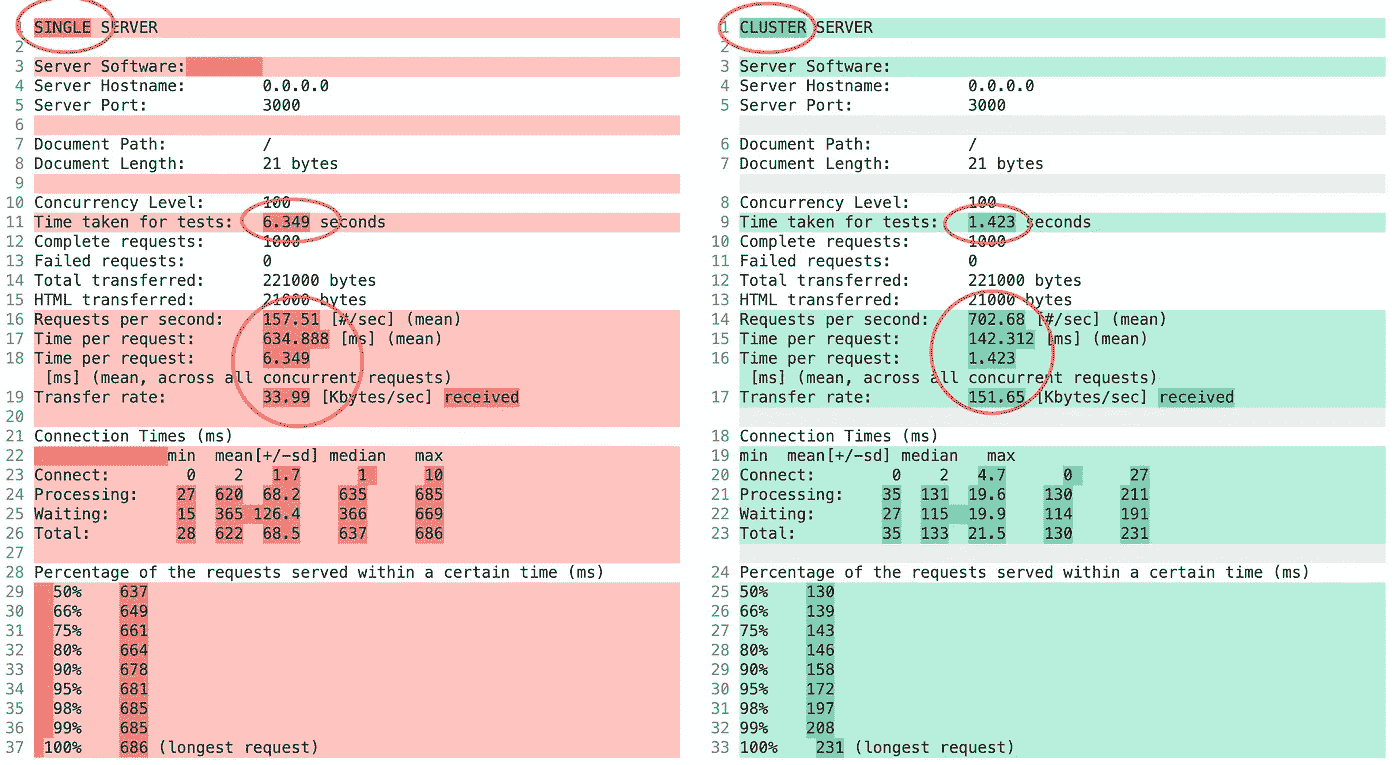 1 SINGLE SERVER
2
3 Server Software:
4 Server Hostname: 0.0.0.0
5 Server Port: 3000
6
7 Document Path: /
8 Document Length: 21 bytes
9
10 Concurrency Level: 100
11 Time taken for tests: 6.349 seconds
12 Complete requests: 1000
13 Failed requests: 0
14 Total transferred: 221000 bytes
15 HTML transferred: 21000 bytes
16 Requests per second: 157.51 [#/sec] (mean)
17 Time per request: 634.888 [ms] (mean)
18 Time per request: 6.349
[ms] (mean, across all concurrent requests)
19 Transfer rate: 33.99 [Kbytes/sec] received
20
21 Connection Times (ms)
22 min mean[+/-sd] median max
23 Connect: 0 2 1.7 1 10
24 Processing: 27 620 68.2 635 685
25 Waiting: 15 365 126.4 366 669
26 Total: 28 622 68.5 637 686
27
28 Percentage of the requests served within a certain time (ms)
29 50% 637
30 66% 649
31 75% 661
32 80% 664
33 90% 678
34 95% 681
35 98% 685
36 99% 685
37 100% 686 (longest request)
1 CLUSTER SERVER
2
3 Server Software:
4 Server Hostname: 0.0.0.0
5 Server Port: 3000
6 Document Path: /
7 Document Length: 21 bytes
8 Concurrency Level: 100
9 Time taken for tests: 1.423 seconds
10 Complete requests: 1000
11 Failed requests: 0
12 Total transferred: 221000 bytes
13 HTML transferred: 21000 bytes
14 Requests per second: 702.68 [#/sec] (mean)
15 Time per request: 142.312 [ms] (mean)
16 Time per request: 1.423
[ms] (mean, across all concurrent requests)
17 Transfer rate: 151.65 [Kbytes/sec] received
18 Connection Times (ms)
19 min mean[+/-sd] median max
20 Connect: 0 2 4.7 0 27
21 Processing: 35 131 19.6 130 211
22 Waiting: 27 115 19.9 114 191
23 Total: 35 133 21.5 130 231
24 Percentage of the requests served within a certain time (ms)
25 50% 130
26 66% 139
27 75% 143
28 80% 146
29 90% 158
30 95% 172
31 98% 197
32 99% 208
33 100% 231 (longest request)